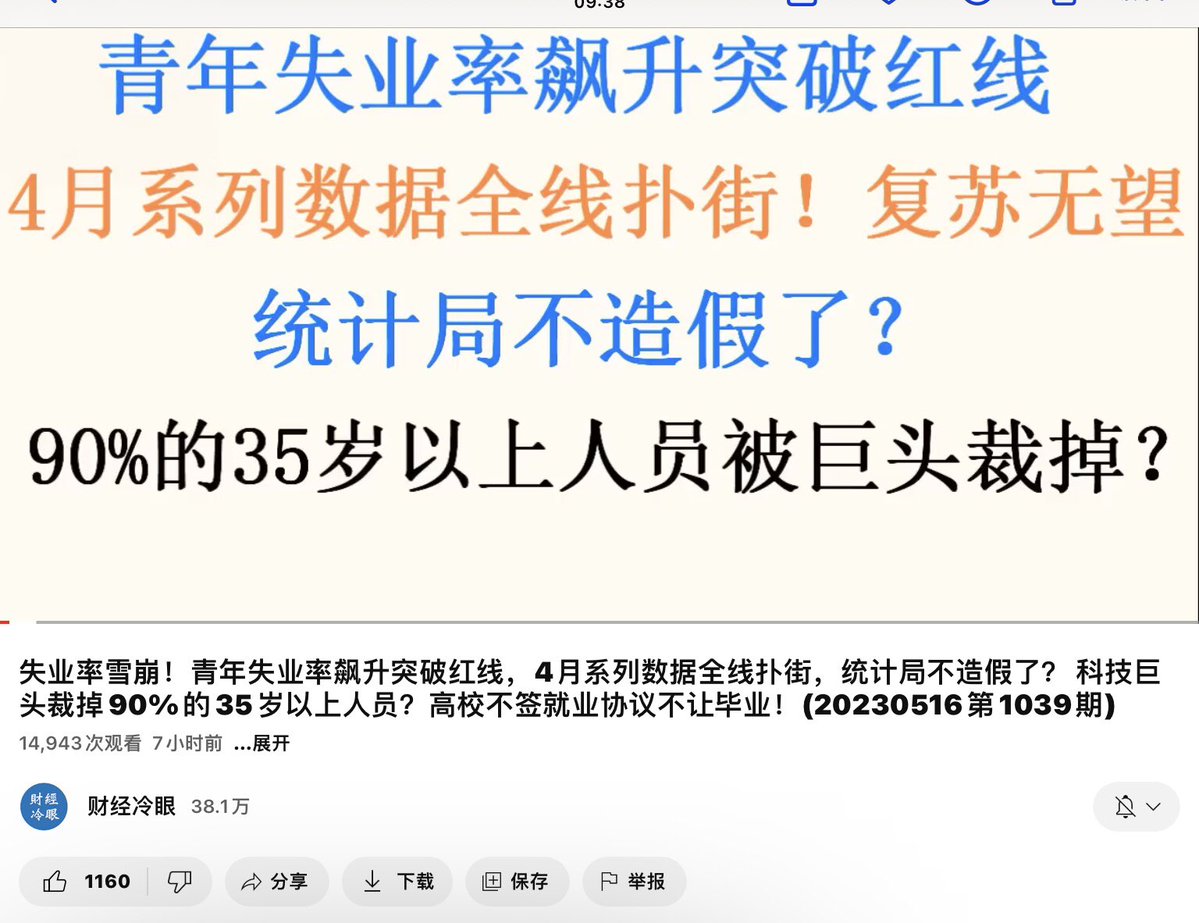 09:38
青年失业率飙升突破红线
4月系列数据全线扑街！复苏无望
统计局不造假了？
90%的35岁以上人员被巨头裁掉？
失业率雪崩！青年失业率飙升突破红线，4月系列数据全线扑街，统计局不造假了？科技巨
头裁掉90%的35岁以上人员？高校不签就业协议不让毕业！(20230516第1039期)
14,943次观看 7小时前 ...展开
財經
冷眼
财经冷眼 38.1万
1160 分享 下载 保存 举报